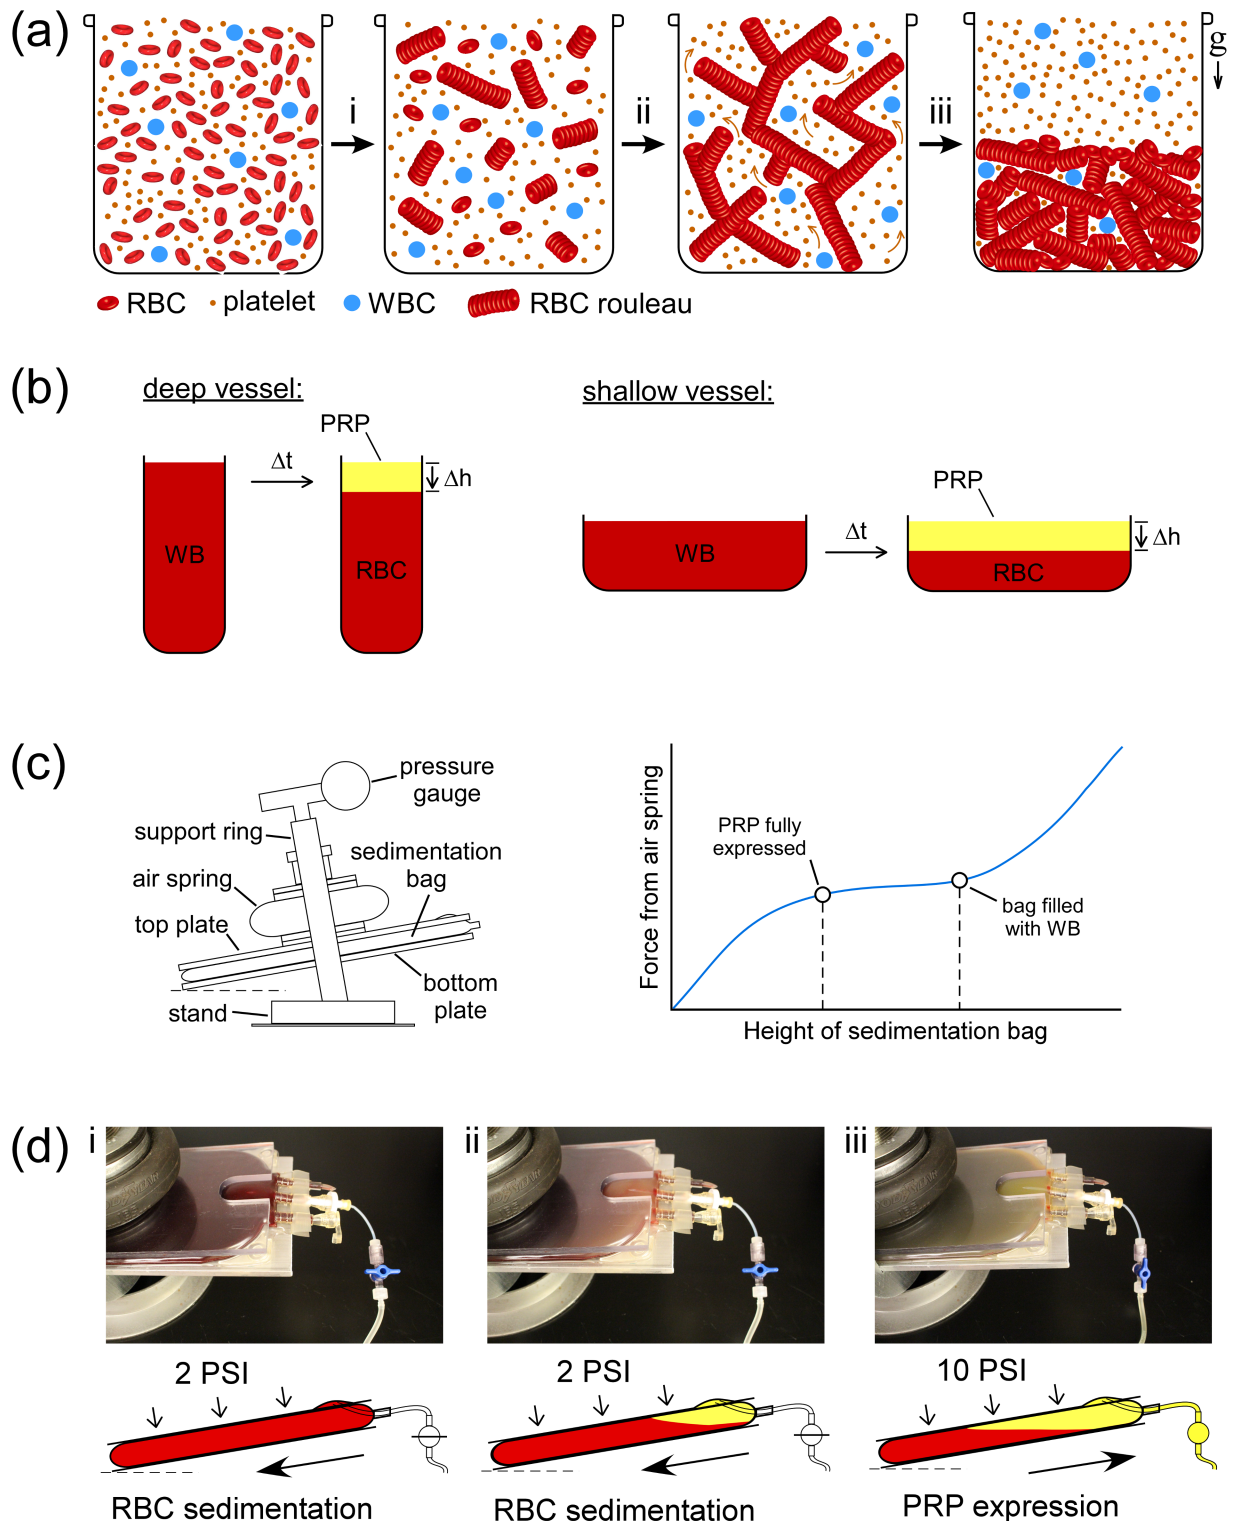 (a)
i
ii
iii
g
RBC
platelet
WBC
RBC rouleau
(b)
deep vessel:
shallow vessel:
PRP
Δt
Δh
WB
RBC
PRP
Δt
Δh
WB
RBC
(c)
pressure
gauge
support ring
sedimentation
bag
air spring
top plate
bottom
plate
stand
Force from air spring
PRP fully
expressed
bag filled
with WB
Height of sedimentation bag
(d)
i
ii
iii
2 PSI
2 PSI
10 PSI
RBC sedimentation
RBC sedimentation
PRP expression